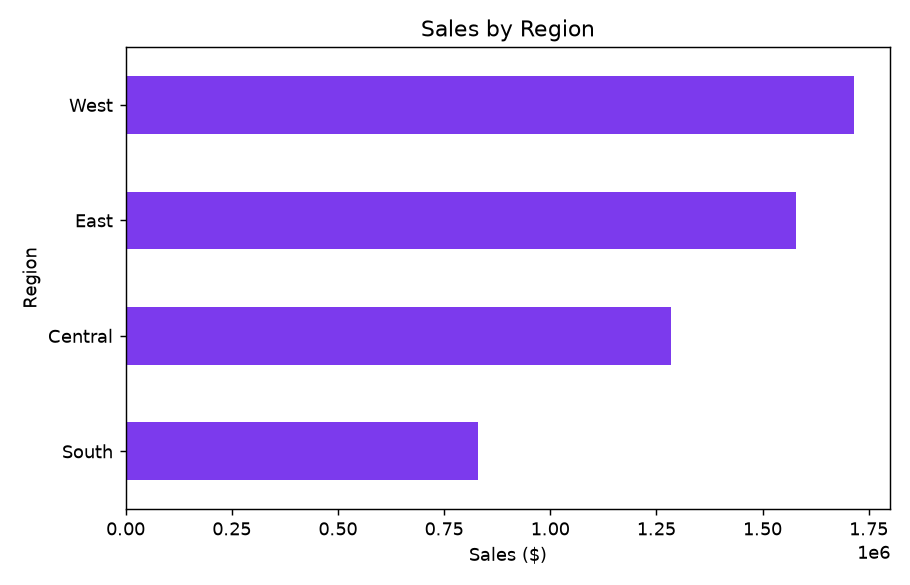 Sales by Region
Region
West
East
Central
South
0.00 0.25 0.50 0.75 1.00 1.25 1.50 1.75
1e6
Sales ($)